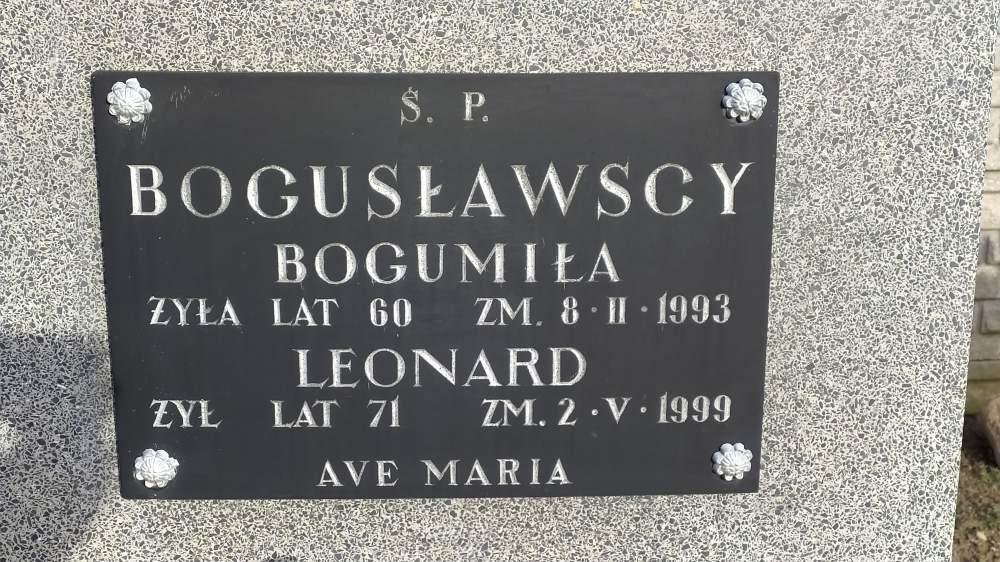 Ś. P.
BOGUSŁAWSCY
BOGUMIŁA
ŻYŁA LAT 60 ZM. 8·II·1993
LEONARD
ŻYŁ LAT 71 ZM. 2·V·1999
AVE MARIA